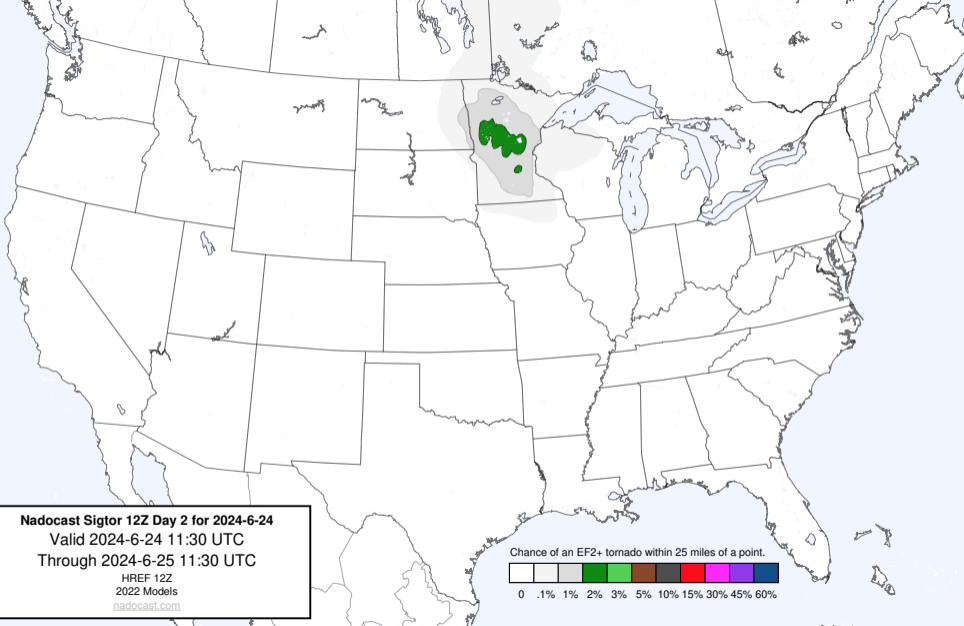 Nadocast Sigtor 12Z Day 2 for 2024-6-24
Valid 2024-6-24 11:30 UTC
Through 2024-6-25 11:30 UTC
HREF 12Z
2022 Models
nadocast.com
Chance of an EF2+ tornado within 25 miles of a point.
0 .1% 1% 2% 3% 5% 10% 15% 30% 45% 60%